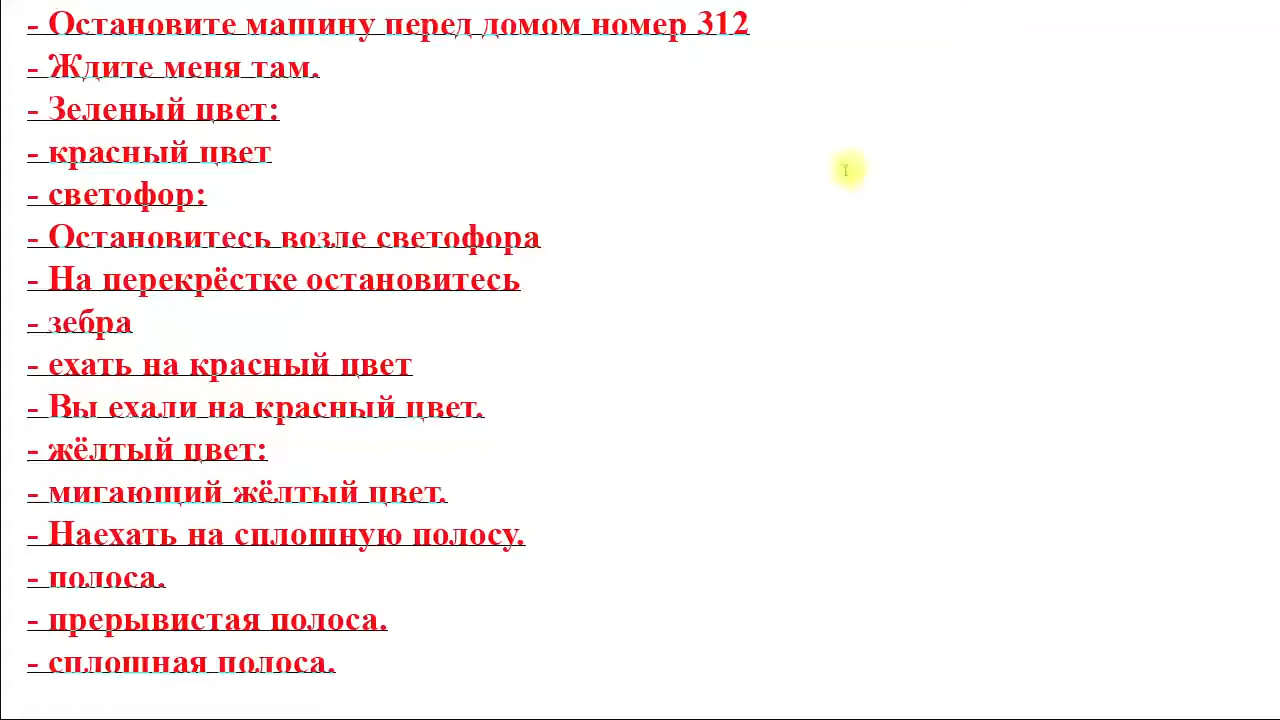 - Остановите машину перед домом номер 312
- Ждите меня там.
- Зеленый цвет:
- красный цвет
- светофор:
- Остановитесь возле светофора
- На перекрёстке остановитесь
- зебра
- ехать на красный цвет
- Вы ехали на красный цвет.
- жёлтый цвет:
- мигающий жёлтый цвет.
- Наехать на сплошную полосу.
- полоса.
- прерывистая полоса.
- сплошная полоса.